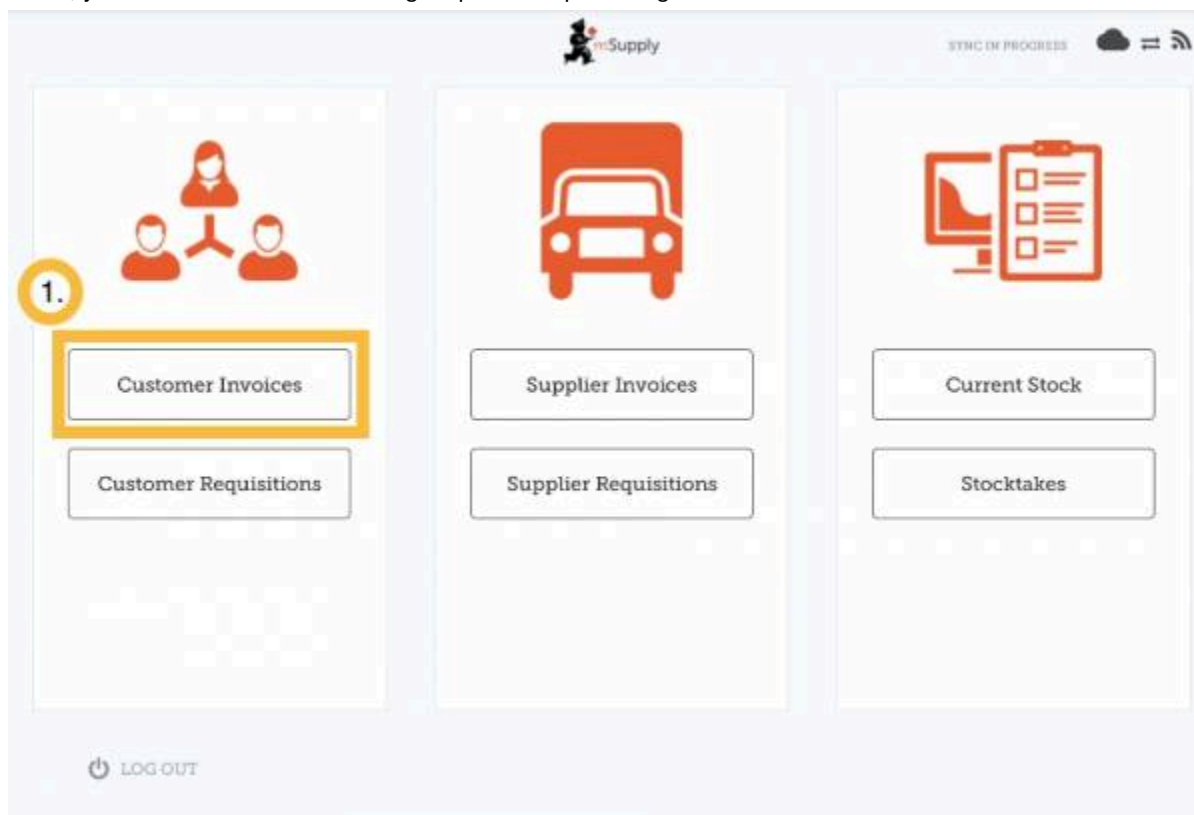 mSupply
SYNC IN PROGRESS
1.
Customer Invoices
Supplier Invoices
Current Stock
Customer Requisitions
Supplier Requisitions
Stocktakes
LOG OUT